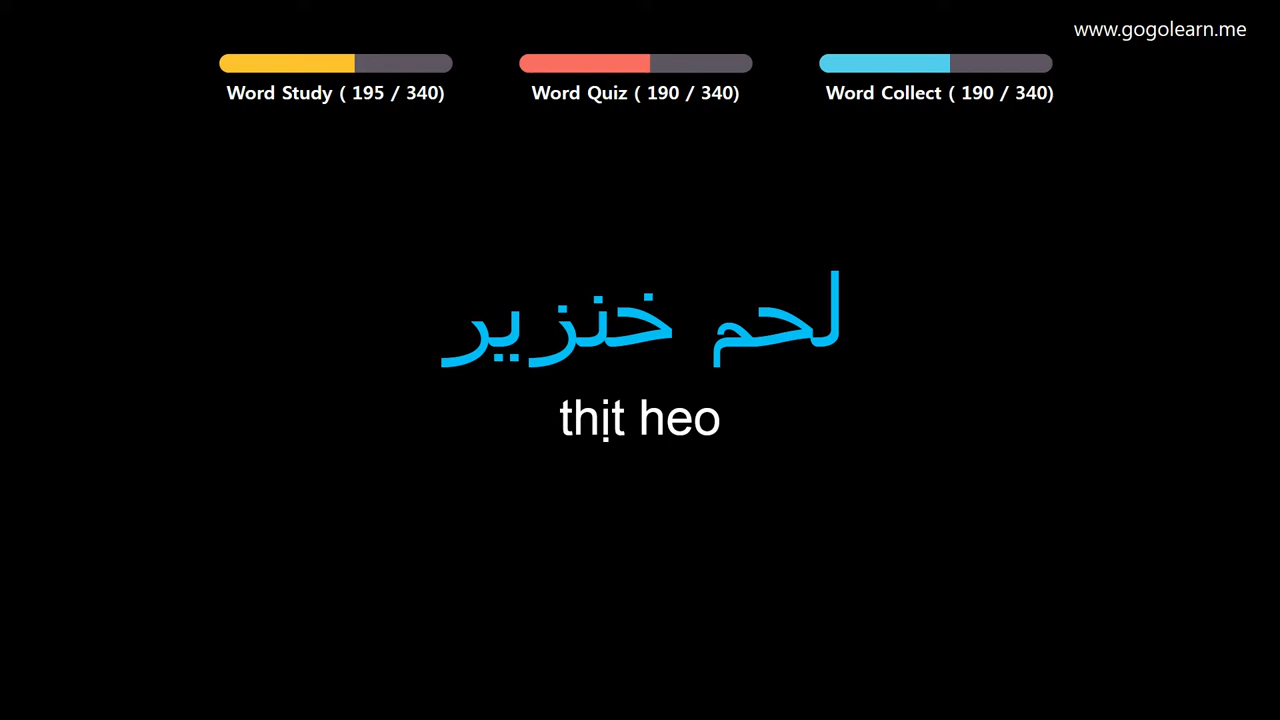 www.gogolearn.me
Word Study ( 195 / 340)
Word Quiz ( 190 / 340)
Word Collect ( 190 / 340)
لحم خنزير
thịt heo